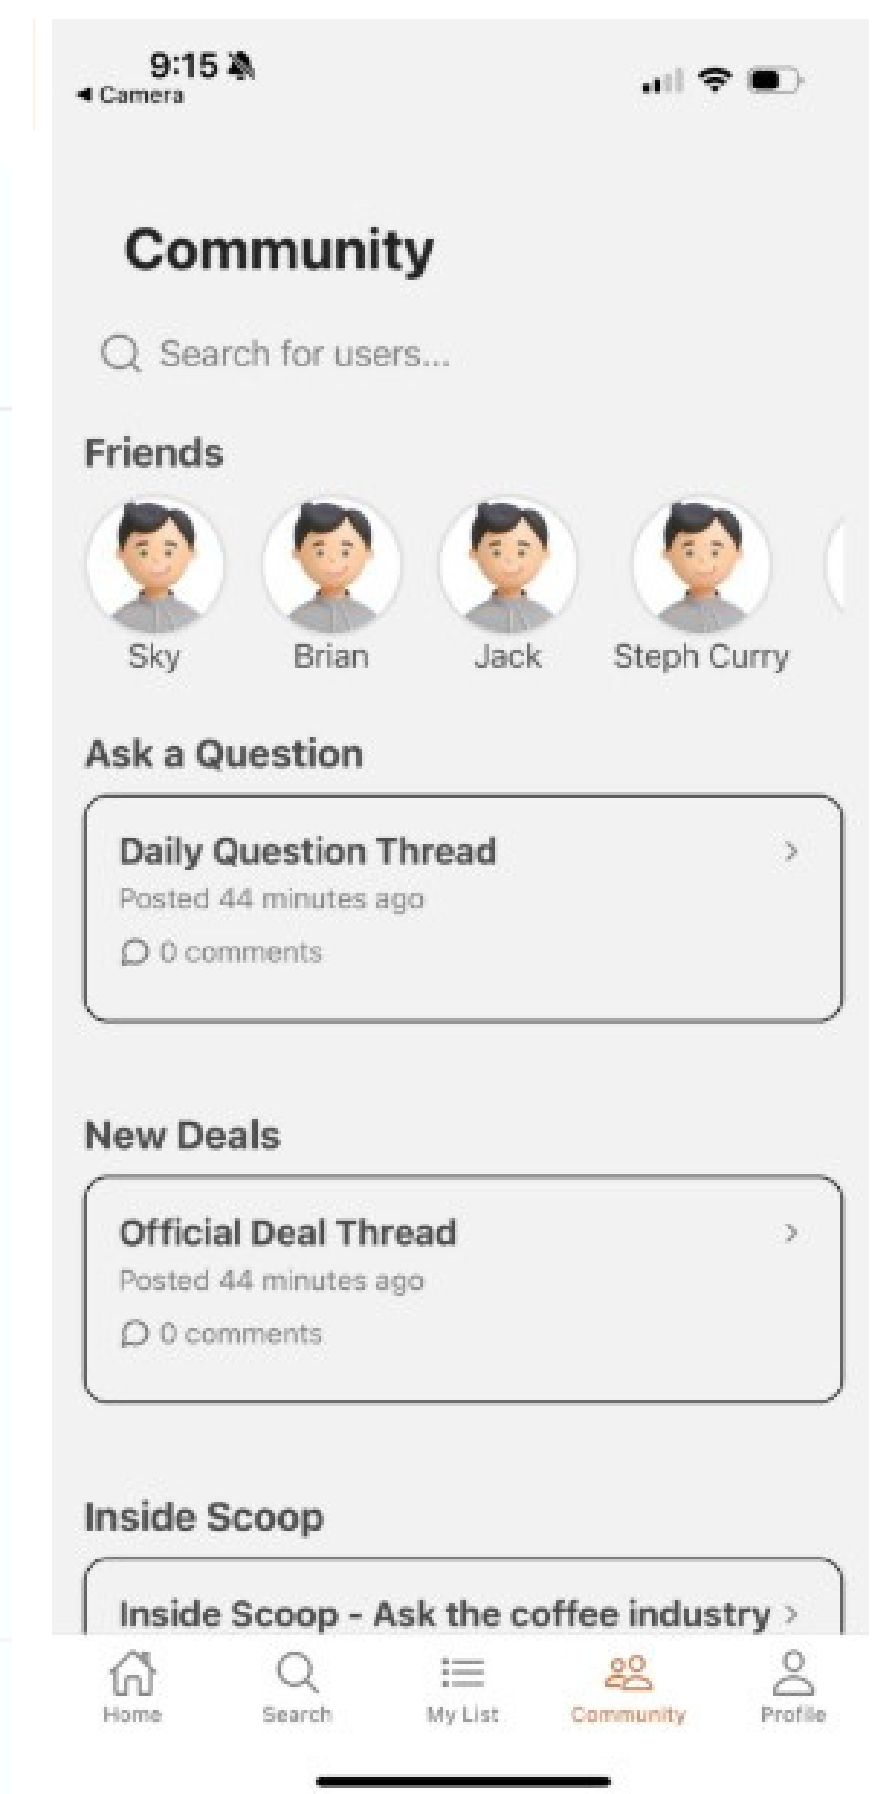 9:15
◀ Camera
Community
Search for users...
Friends
Sky
Brian
Jack
Steph Curry
Ask a Question
Daily Question Thread
Posted 44 minutes ago
0 comments
New Deals
Official Deal Thread
Posted 44 minutes ago
0 comments
Inside Scoop
Inside Scoop - Ask the coffee industry
Home
Search
My List
Community
Profile